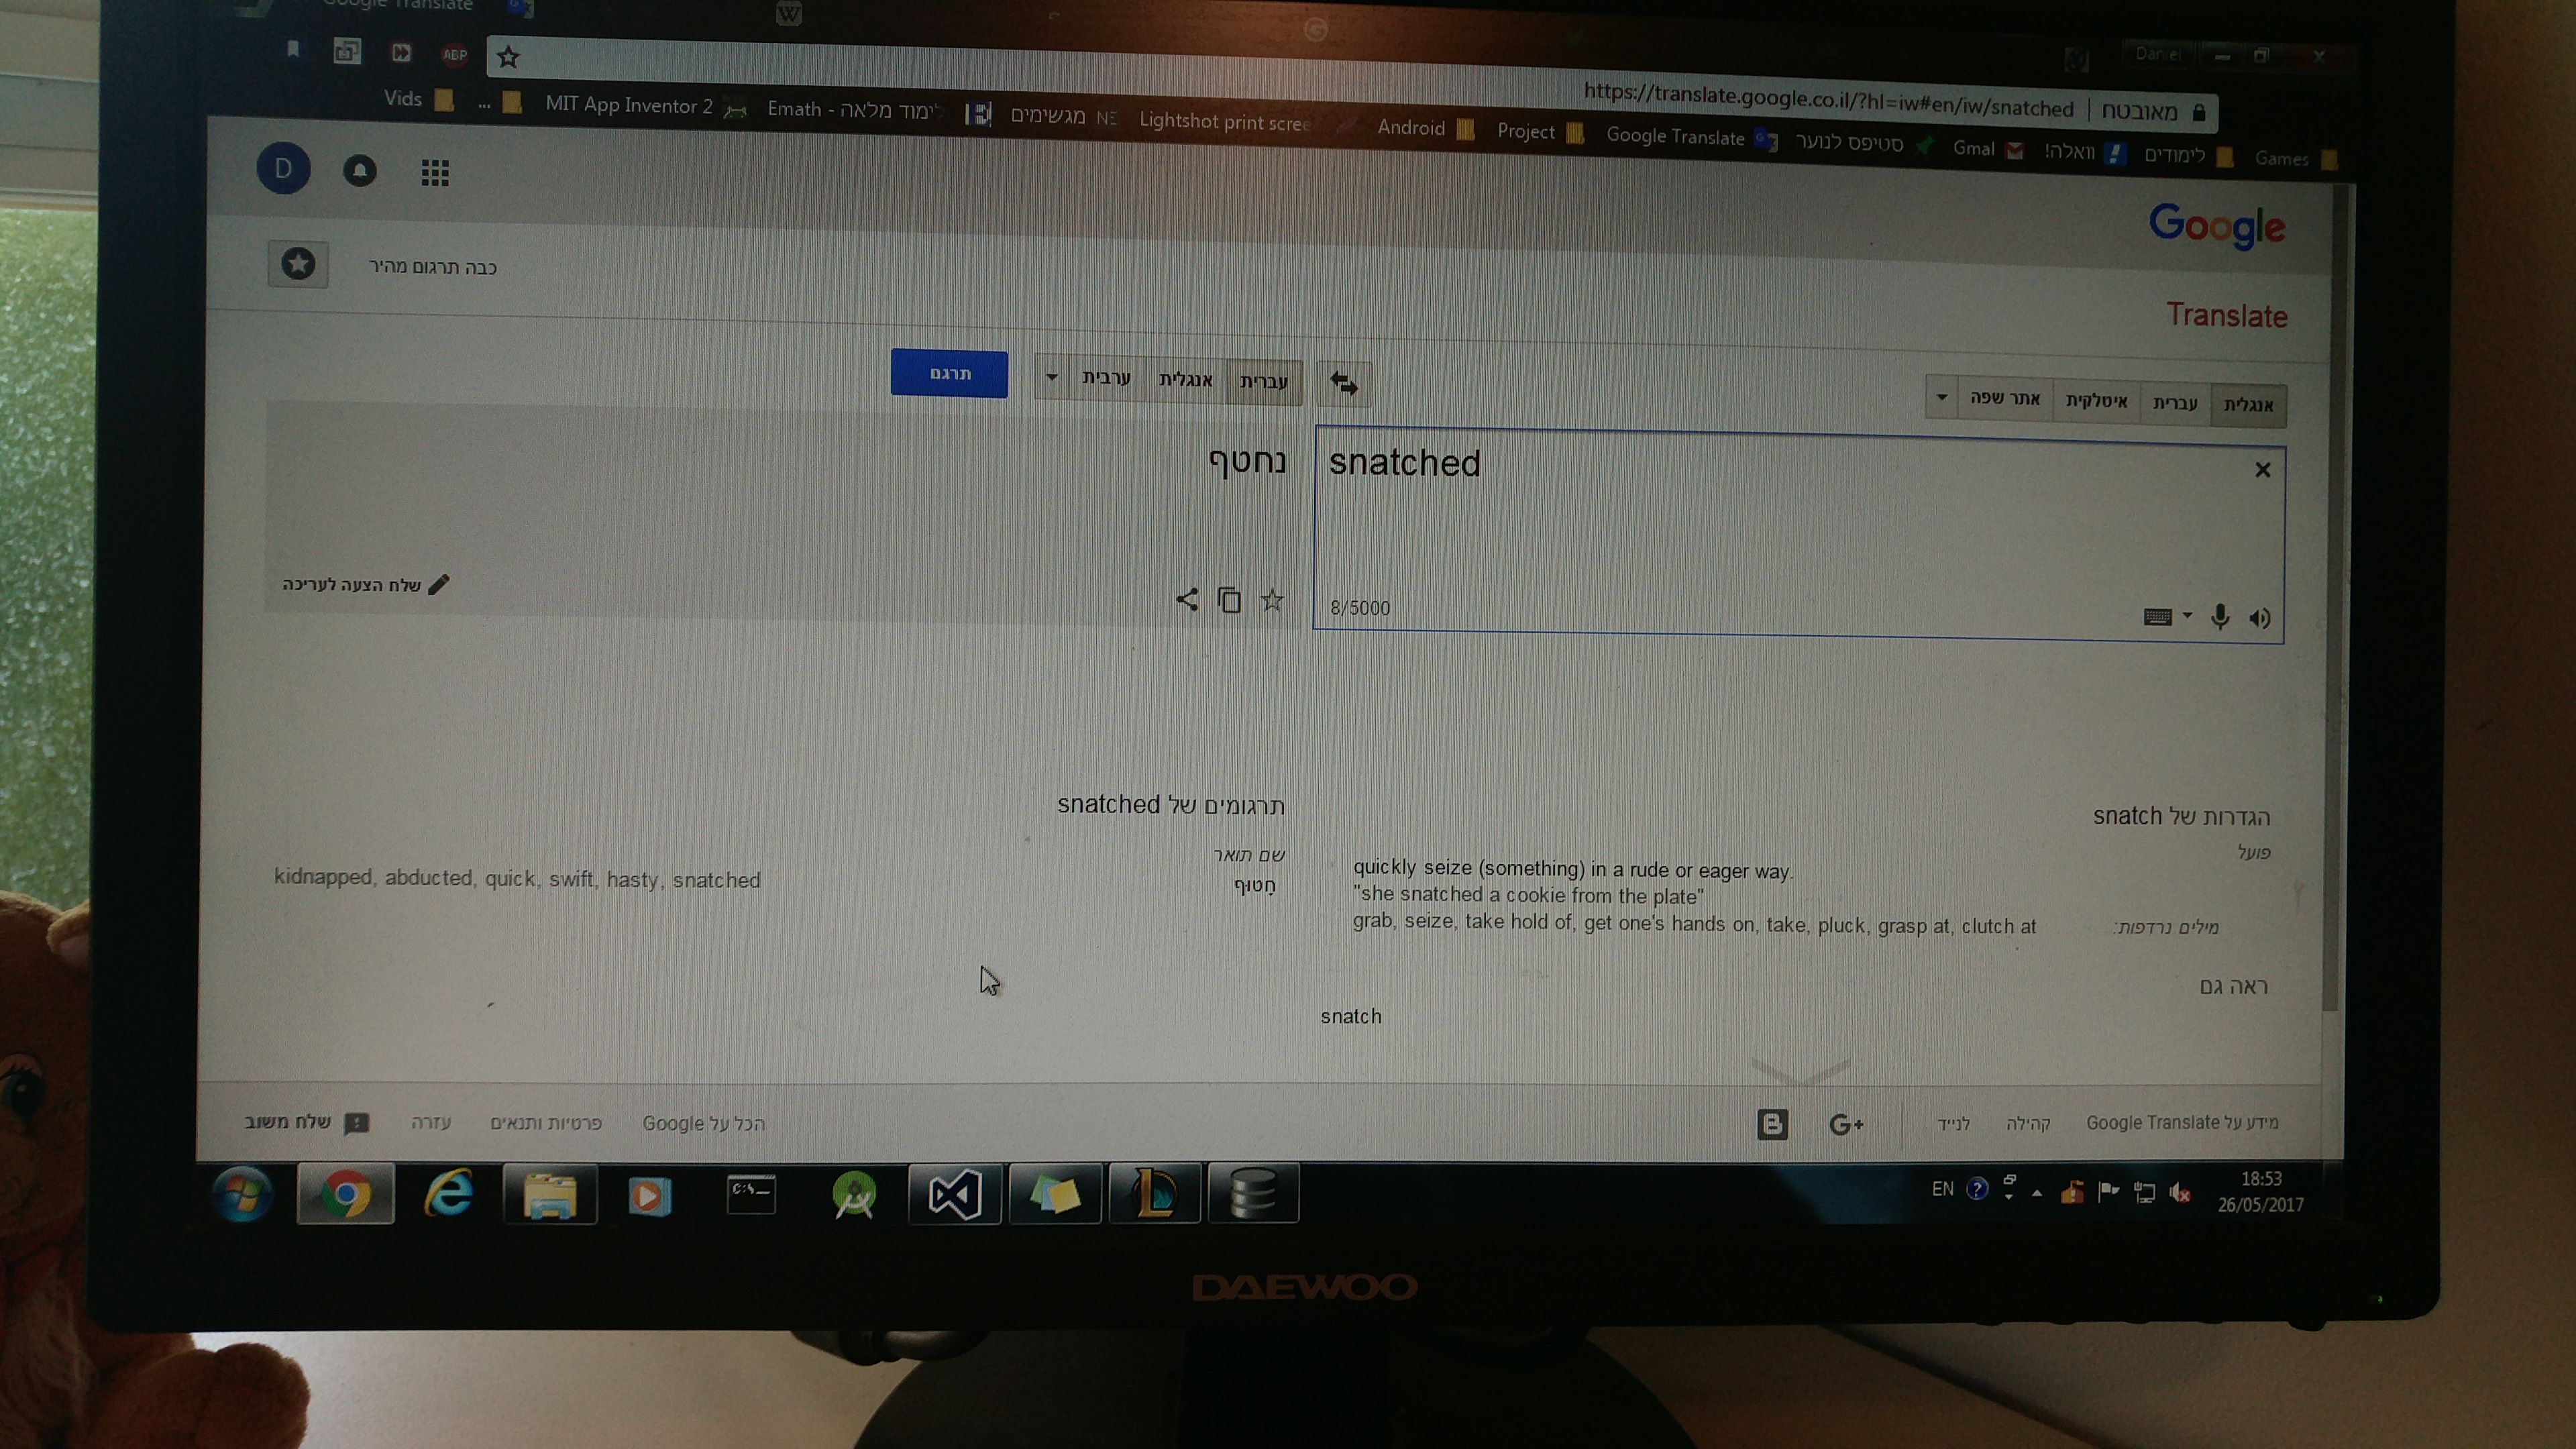 Google Translate
Daniel
ABP
https://translate.google.co.il/?hl=iw#en/iw/snatched | מאובטח
Vids
...
MIT App Inventor 2
Emath - לימוד מלאה
מגשימים NE
Lightshot print scree
Android
Project
Google Translate
סטיפס לנוער
Gmal
וואלה!
לימודים
Games
D
Google
כבה תרגום מהיר
Translate
אנגלית עברית איטלקית אתר שפה
עברית אנגלית ערבית
תרגם
snatched
נחטף
8/5000
שלח הצעה לעריכה
הגדרות של snatch
פועל
quickly seize (something) in a rude or eager way.
"she snatched a cookie from the plate"
מילים נרדפות: grab, seize, take hold of, get one's hands on, take, pluck, grasp at, clutch at
ראה גם
snatch
תרגומים של snatched
שם תואר
חָטוּף kidnapped, abducted, quick, swift, hasty, snatched
מידע על Google Translate
קהילה
לנייד
G+
B
הכל על Google
פרטיות ותנאים
עזרה
שלח משוב
C:\_
EN
18:53
26/05/2017
DAEWOO